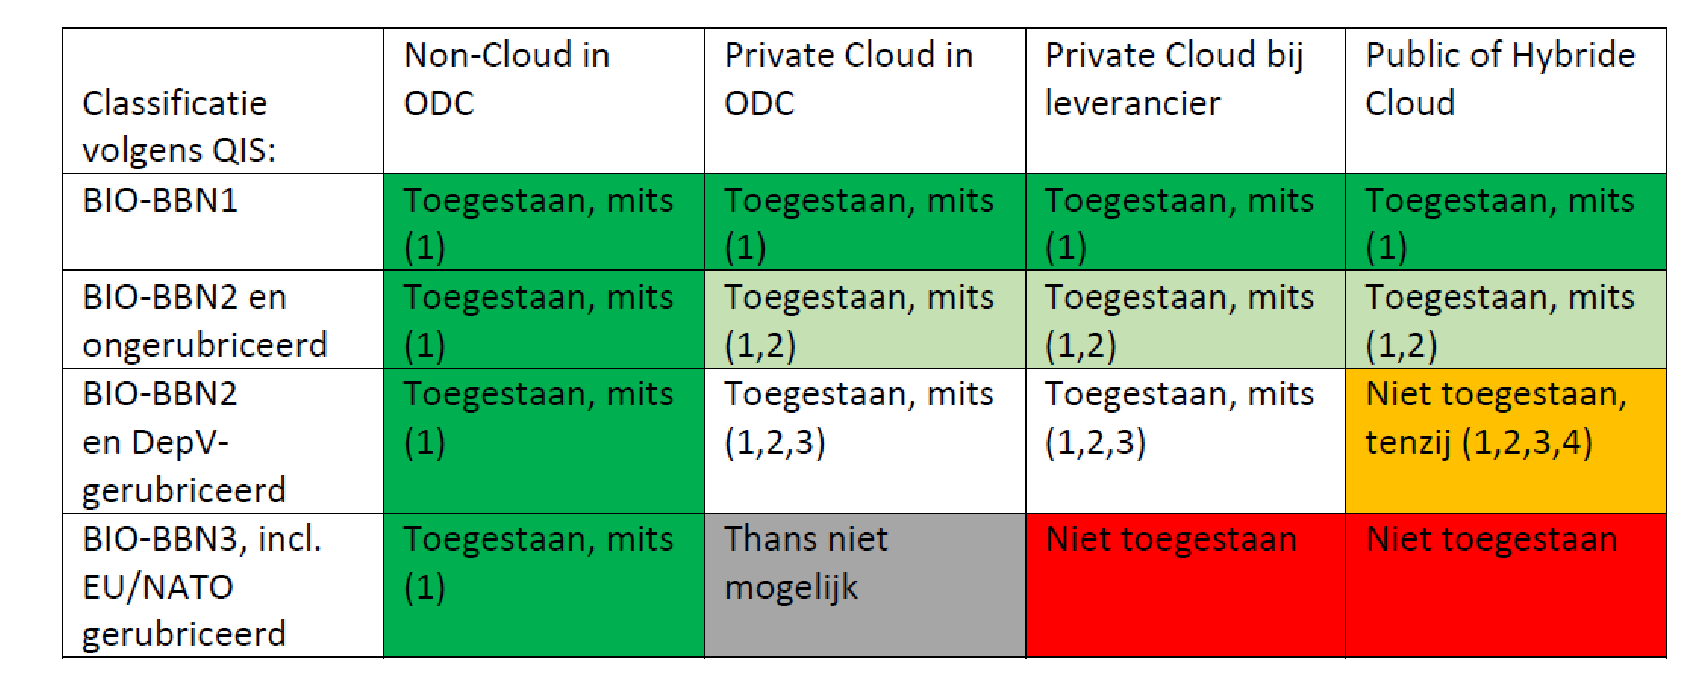 Classificatie
volgens QIS:
Non-Cloud in
ODC
Private Cloud in
ODC
Private Cloud bij
leverancier
Public of Hybride
Cloud
BIO-BBN1
Toegestaan, mits
(1)
Toegestaan, mits
(1)
Toegestaan, mits
(1)
Toegestaan, mits
(1)
BIO-BBN2 en
ongerubriceerd
Toegestaan, mits
(1)
Toegestaan, mits
(1,2)
Toegestaan, mits
(1,2)
Toegestaan, mits
(1,2)
BIO-BBN2
en DepV-
gerubriceerd
Toegestaan, mits
(1)
Toegestaan, mits
(1,2,3)
Toegestaan, mits
(1,2,3)
Niet toegestaan,
tenzij (1,2,3,4)
BIO-BBN3, incl.
EU/NATO
gerubriceerd
Toegestaan, mits
(1)
Thans niet
mogelijk
Niet toegestaan
Niet toegestaan